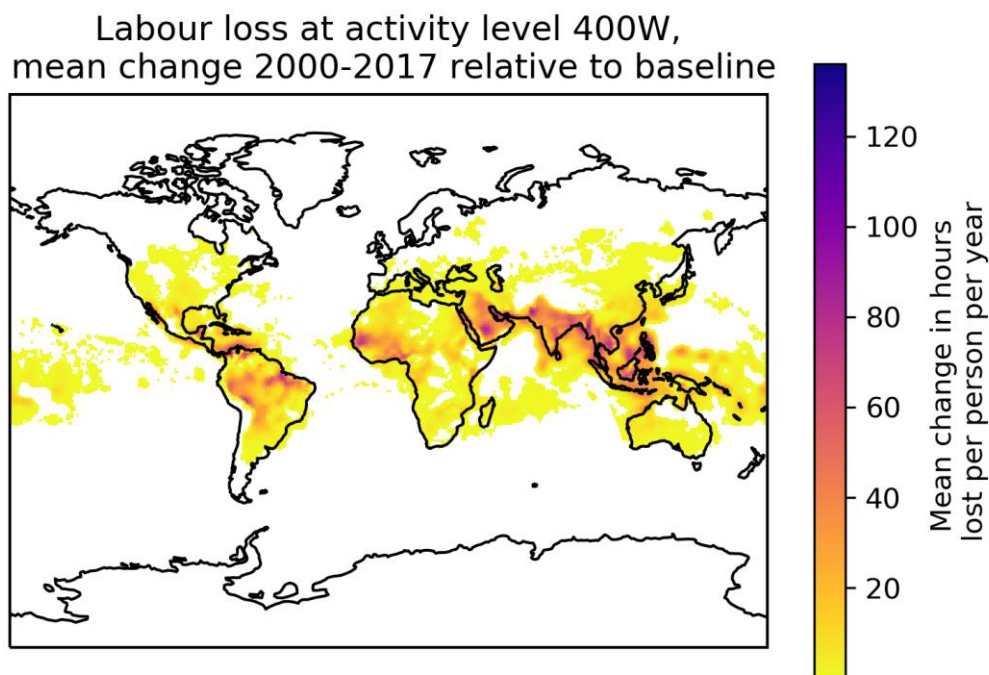 Labour loss at activity level 400W,
mean change 2000-2017 relative to baseline
120
100
80
60
40
20
Mean change in hours
lost per person per year